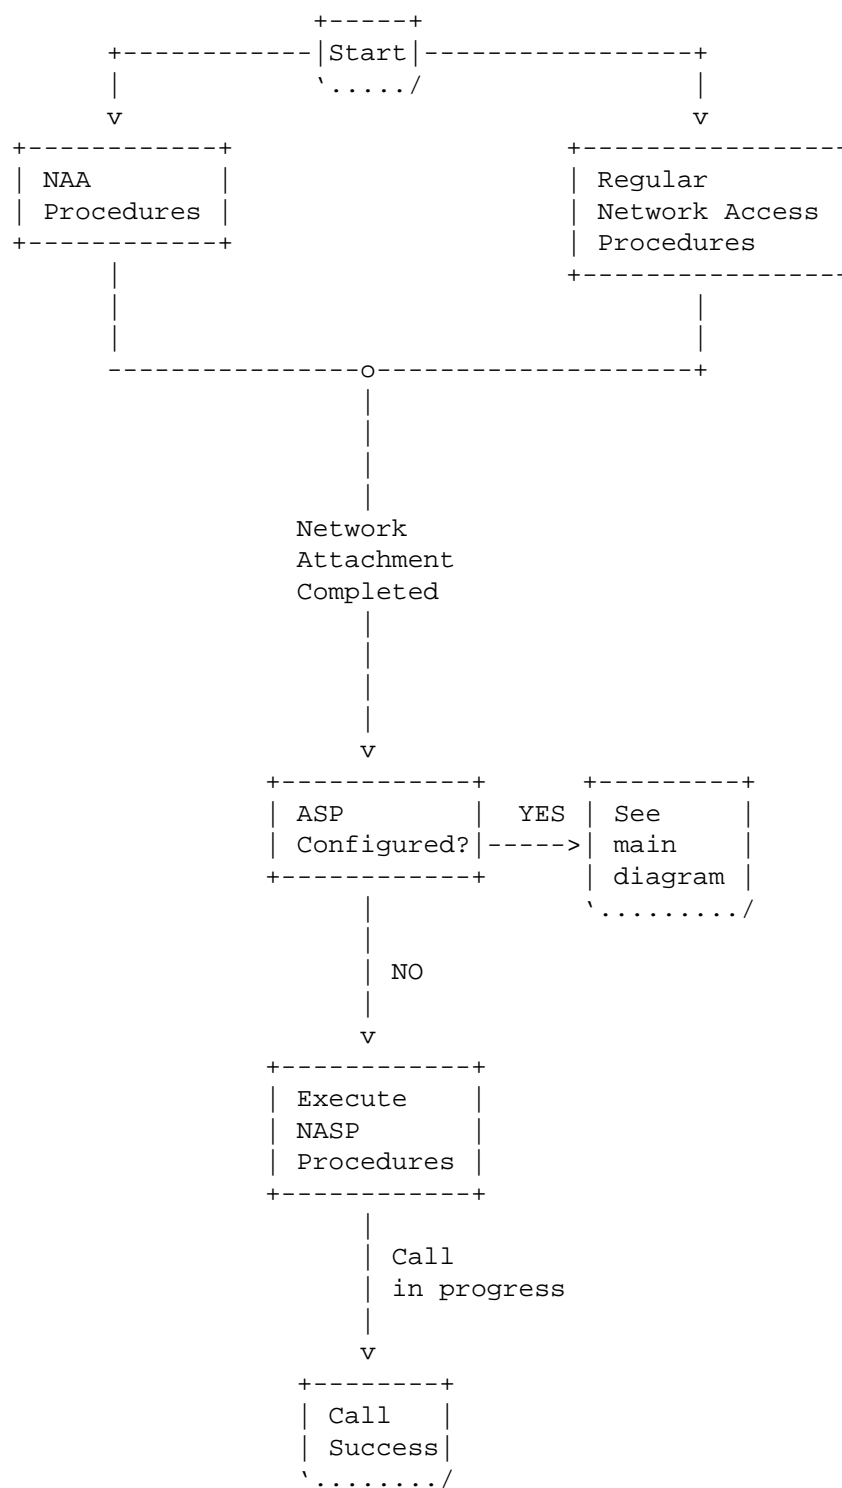 Start
NAA
Procedures
Regular
Network Access
Procedures
Network
Attachment
Completed
ASP
Configured?
YES
See
main
diagram
NO
Execute
NASP
Procedures
Call
in progress
Call
Success